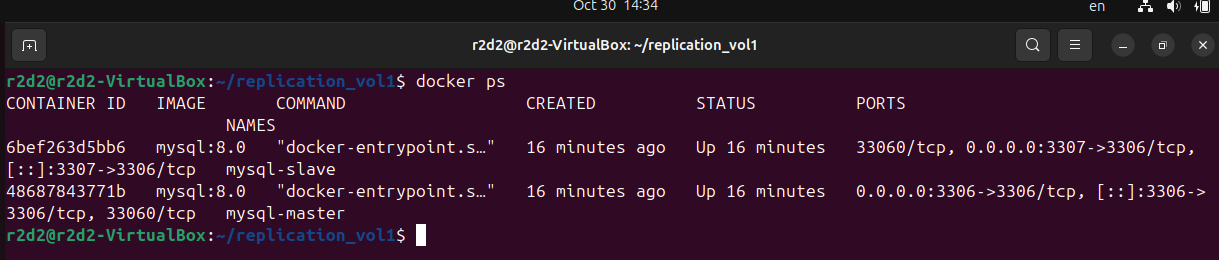 Oct 30 14:34
en
r2d2@r2d2-VirtualBox: ~/replication_vol1
r2d2@r2d2-VirtualBox:~/replication_vol1$ docker ps
CONTAINER ID   IMAGE       COMMAND                  CREATED          STATUS          PORTS
                      NAMES
6bef263d5bb6   mysql:8.0   "docker-entrypoint.s…"   16 minutes ago   Up 16 minutes   33060/tcp, 0.0.0.0:3307->3306/tcp,
[::]:3307->3306/tcp   mysql-slave
48687843771b   mysql:8.0   "docker-entrypoint.s…"   16 minutes ago   Up 16 minutes   0.0.0.0:3306->3306/tcp, [::]:3306->
3306/tcp, 33060/tcp   mysql-master
r2d2@r2d2-VirtualBox:~/replication_vol1$